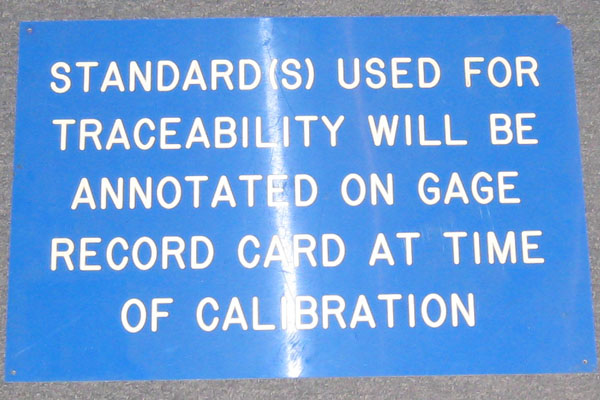 STANDARD(S) USED FOR
TRACEABILITY WILL BE
ANNOTATED ON GAGE
RECORD CARD AT TIME
OF CALIBRATION